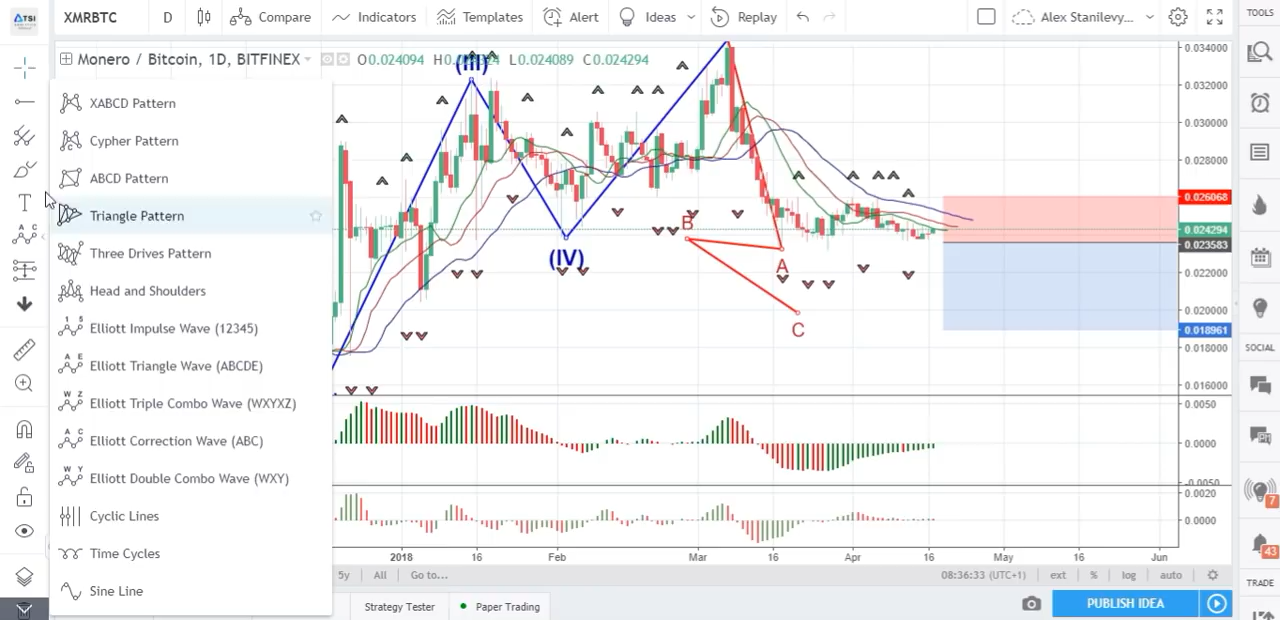 ATSI
XMRBTC
D
Compare
Indicators
Templates
Alert
Ideas
Replay
Alex Stanilevy...
TOOLS
Monero / Bitcoin, 1D, BITFINEX
O0.024094 L0.024089 C0.024294
XABCD Pattern
Cypher Pattern
ABCD Pattern
Triangle Pattern
Three Drives Pattern
Head and Shoulders
Elliott Impulse Wave (12345)
Elliott Triangle Wave (ABCDE)
Elliott Triple Combo Wave (WXYXZ)
Elliott Correction Wave (ABC)
Elliott Double Combo Wave (WXY)
Cyclic Lines
Time Cycles
Sine Line
(III)
(IV)
B
A
C
0.034000
0.032000
0.030000
0.028000
0.026068
0.024294
0.023583
0.022000
0.020000
0.018961
0.018000
0.016000
0.0050
0.0000
-0.0050
0.0020
0.0000
2018
16
Feb
Mar
16
Apr
16
May
16
Jun
5y
All
Go to...
08:36:33 (UTC+1)
ext
%
log
auto
Strategy Tester
Paper Trading
PUBLISH IDEA
SOCIAL
7
43
TRADE